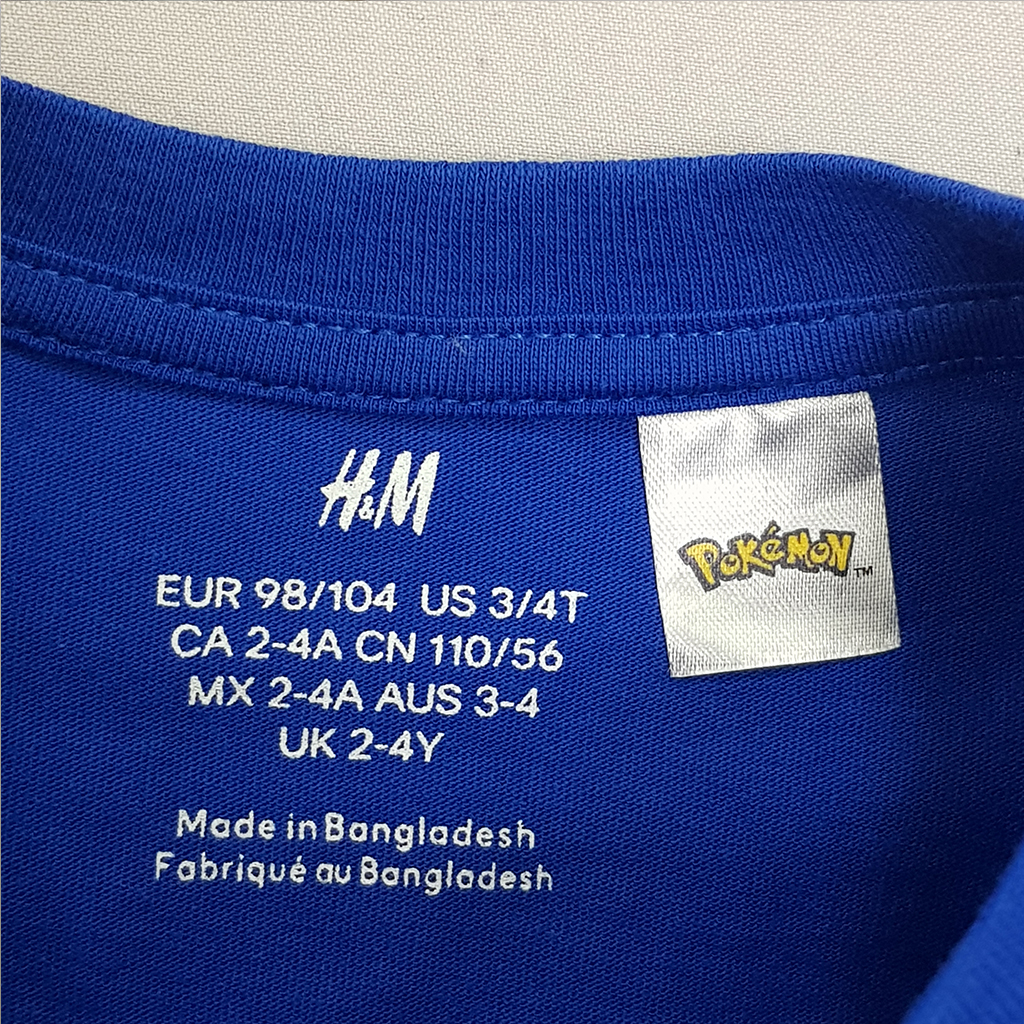 H&M
EUR 98/104 US 3/4T
CA 2-4A CN 110/56
MX 2-4A AUS 3-4
UK 2-4Y
Made in Bangladesh
Fabriqué au Bangladesh
Pokémon™